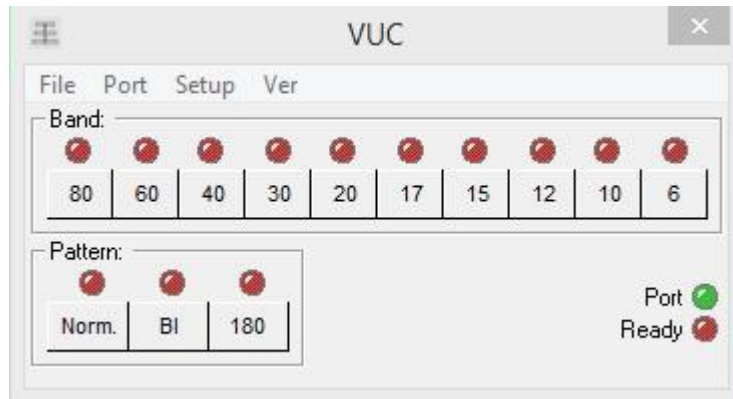 VUC
File Port Setup Ver
Band:
80 60 40 30 20 17 15 12 10 6
Pattern:
Norm. BI 180
Port
Ready